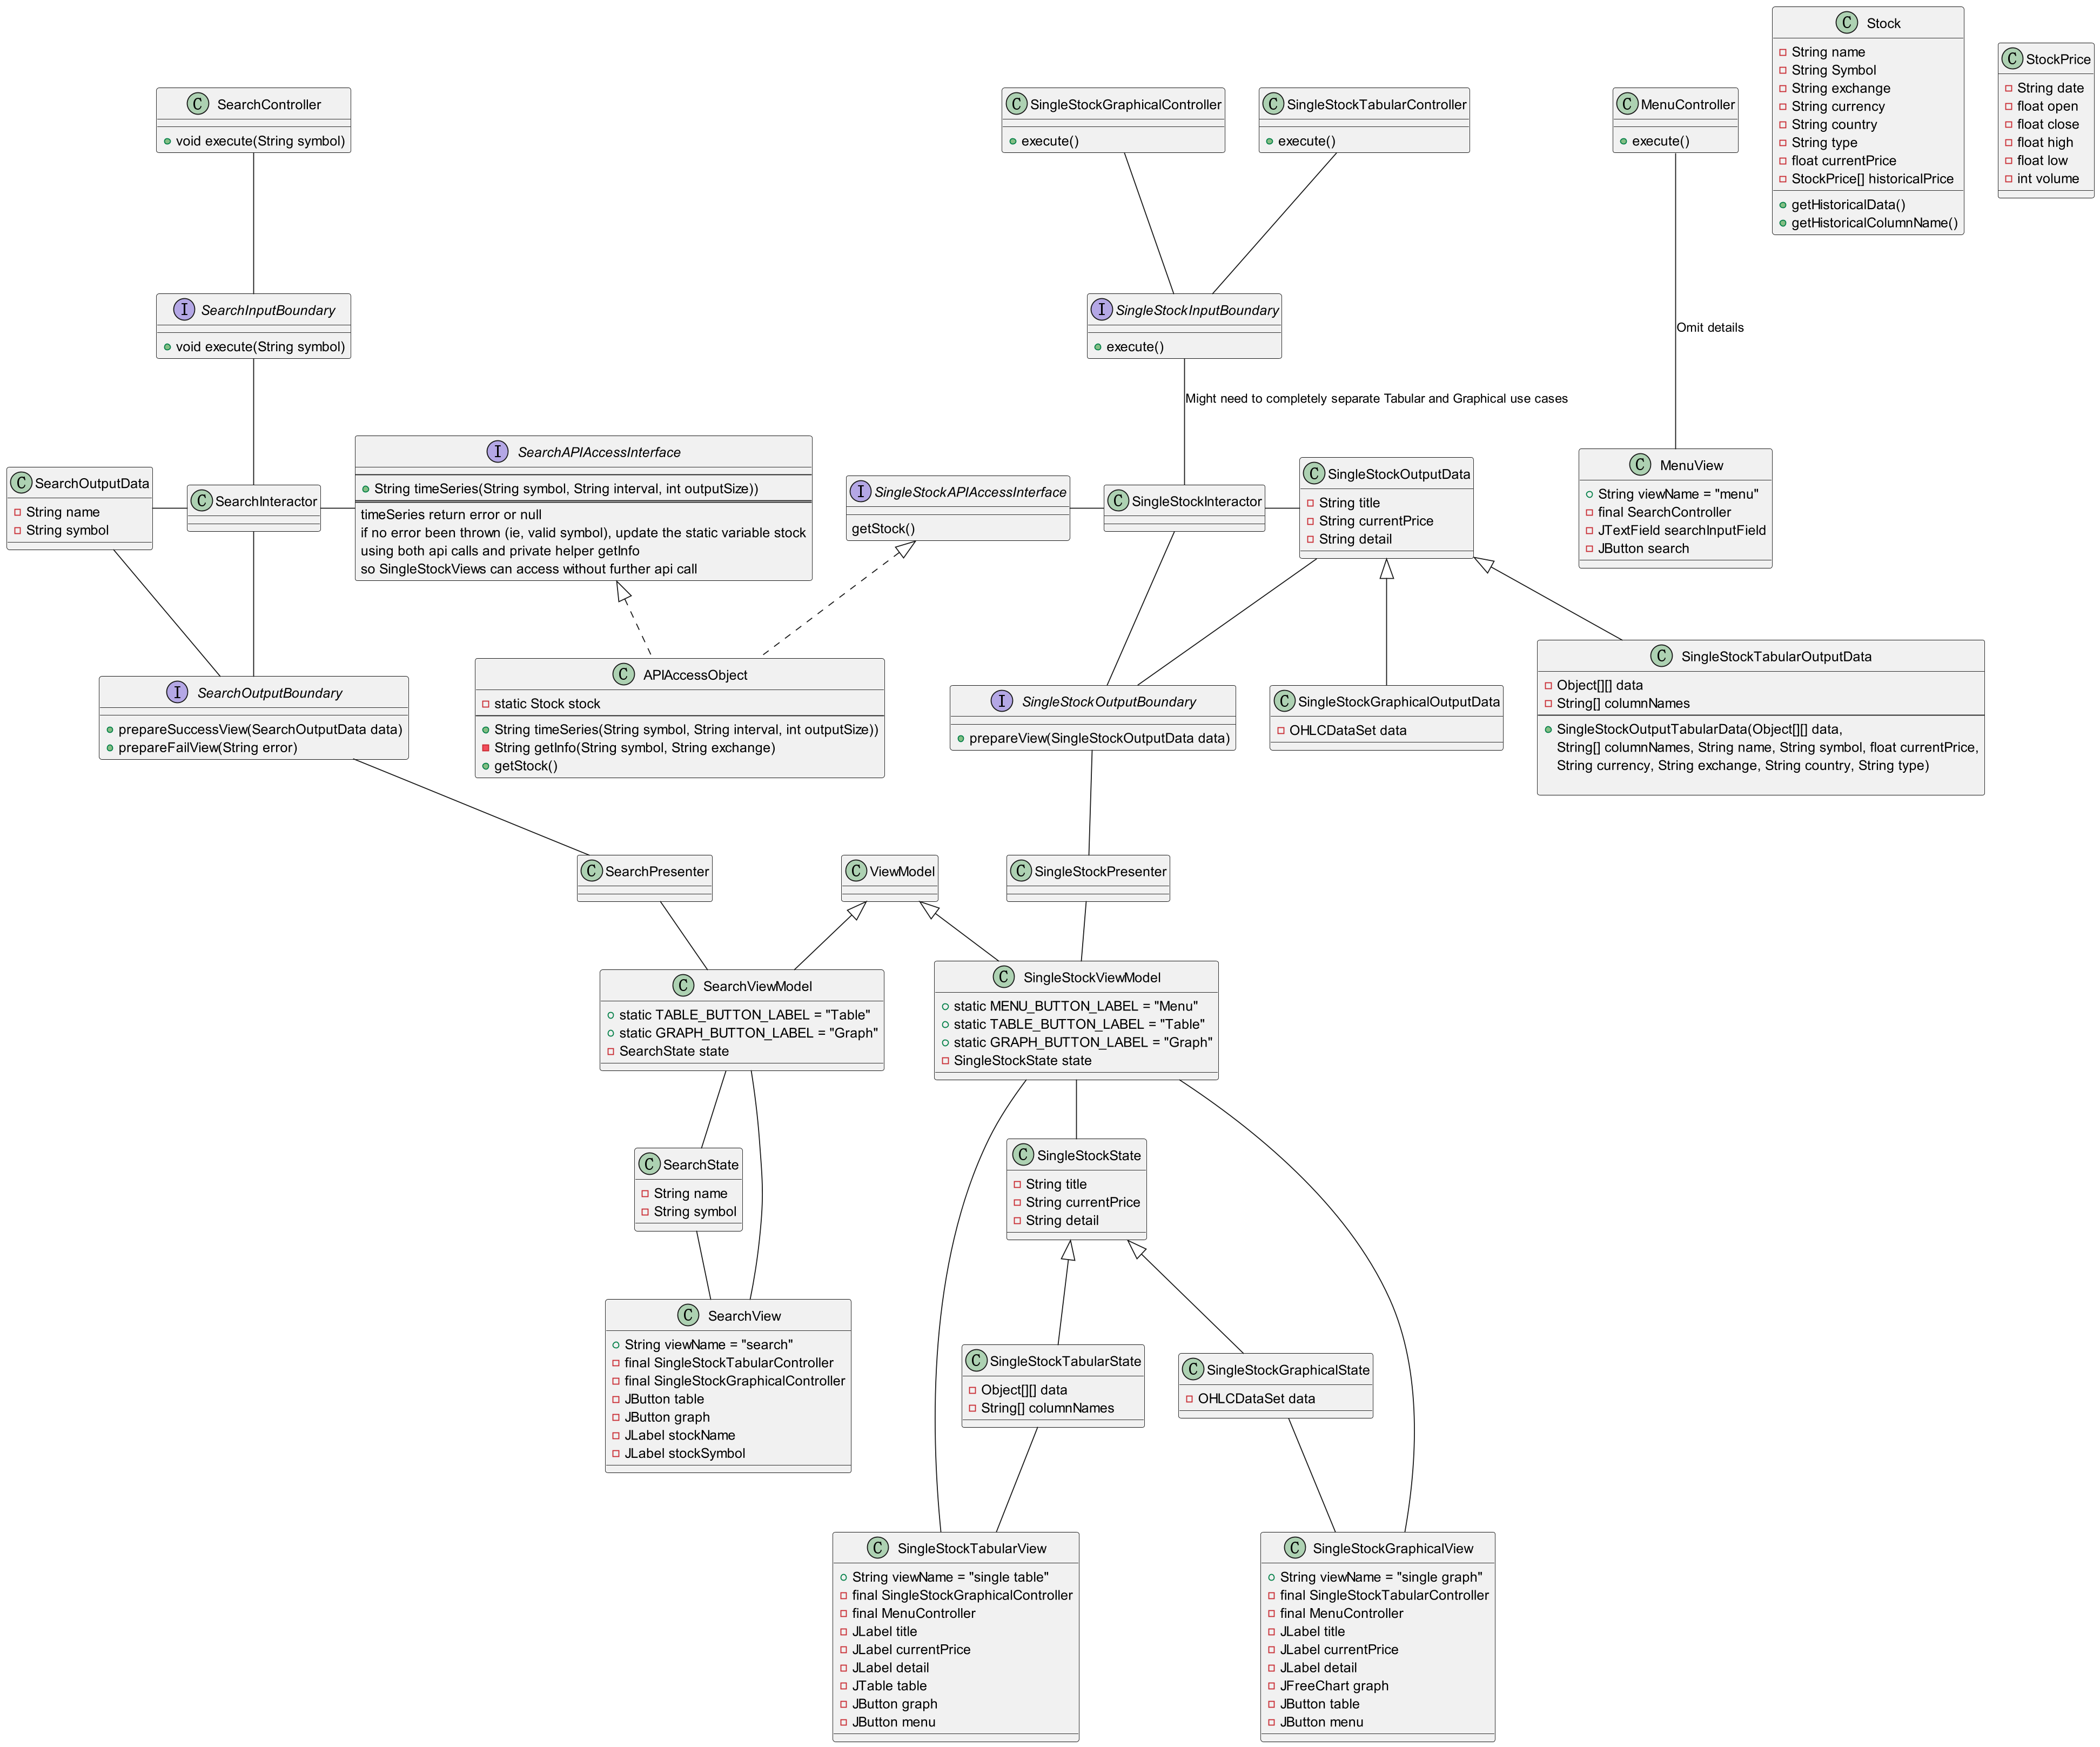 C SearchController
+ void execute(String symbol)
C SingleStockGraphicalController
execute()
C SingleStockTabularController
execute()
C MenuController
execute()
C Stock
String name
String Symbol
String exchange
String currency
String country
String type
float currentPrice
StockPrice[] historicalPrice
getHistoricalData()
getHistoricalColumnName()
C StockPrice
String date
float open
float close
float high
float low
int volume
I SearchInputBoundary
void execute(String symbol)
I SingleStockInputBoundary
execute()
Omit details
Might need to completely separate Tabular and Graphical use cases
C SearchOutputData
String name
String symbol
C SearchInteractor
I SearchAPIAccessInterface
String timeSeries(String symbol, String interval, int outputSize))
timeSeries return error or null
if no error been thrown (ie, valid symbol), update the static variable stock
using both api calls and private helper getInfo
so SingleStockViews can access without further api call
I SingleStockAPIAccessInterface
getStock()
C SingleStockInteractor
C SingleStockOutputData
String title
String currentPrice
String detail
C MenuView
String viewName = "menu"
final SearchController
JTextField searchInputField
JButton search
I SearchOutputBoundary
prepareSuccessView(SearchOutputData data)
prepareFailView(String error)
C APIAccessObject
static Stock stock
String timeSeries(String symbol, String interval, int outputSize))
String getInfo(String symbol, String exchange)
getStock()
I SingleStockOutputBoundary
prepareView(SingleStockOutputData data)
C SingleStockGraphicalOutputData
OHLCDataSet data
C SingleStockTabularOutputData
Object[][] data
String[] columnNames
SingleStockOutputTabularData(Object[][] data,
String[] columnNames, String name, String symbol, float currentPrice,
String currency, String exchange, String country, String type)
C SearchPresenter
C ViewModel
C SingleStockPresenter
C SearchViewModel
static TABLE_BUTTON_LABEL = "Table"
static GRAPH_BUTTON_LABEL = "Graph"
SearchState state
C SingleStockViewModel
static MENU_BUTTON_LABEL = "Menu"
static TABLE_BUTTON_LABEL = "Table"
static GRAPH_BUTTON_LABEL = "Graph"
SingleStockState state
C SearchState
String name
String symbol
C SingleStockState
String title
String currentPrice
String detail
C SearchView
String viewName = "search"
final SingleStockTabularController
final SingleStockGraphicalController
JButton table
JButton graph
JLabel stockName
JLabel stockSymbol
C SingleStockTabularState
Object[][] data
String[] columnNames
C SingleStockGraphicalState
OHLCDataSet data
C SingleStockTabularView
String viewName = "single table"
final SingleStockGraphicalController
final MenuController
JLabel title
JLabel currentPrice
JLabel detail
JTable table
JButton graph
JButton menu
C SingleStockGraphicalView
String viewName = "single graph"
final SingleStockTabularController
final MenuController
JLabel title
JLabel currentPrice
JLabel detail
JFreeChart graph
JButton table
JButton menu